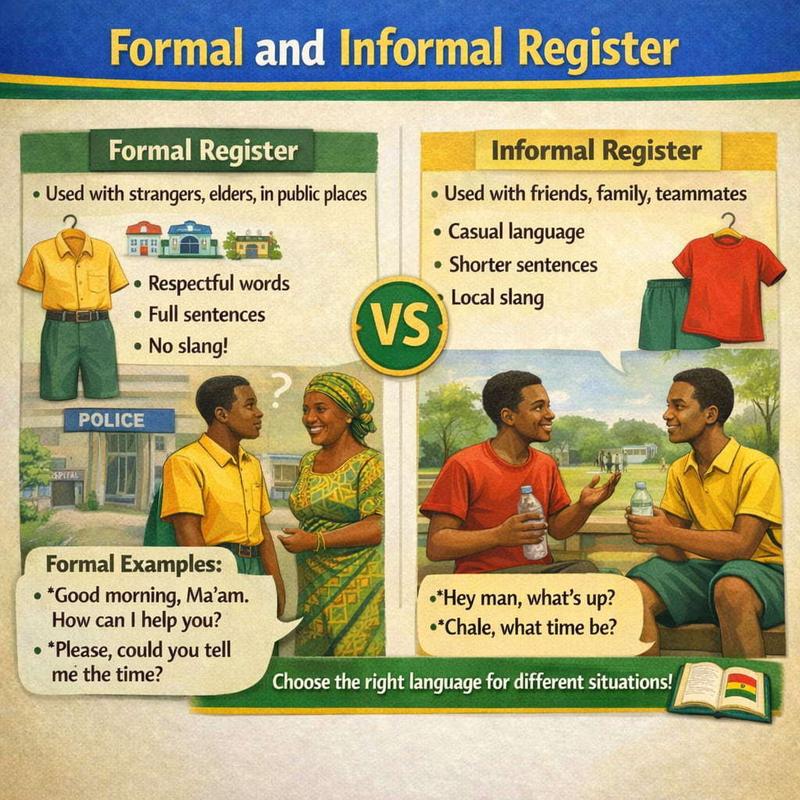 Formal and Informal Register
Formal Register
• Used with strangers, elders, in public places
• Respectful words
• Full sentences
• No slang!
POLICE
SPITAL
Formal Examples:
• *Good morning, Ma'am.
How can I help you?
• *Please, could you tell
me the time?
VS
Informal Register
• Used with friends, family, teammates
• Casual language
• Shorter sentences
• Local slang
•*Hey man, what's up?
•*Chale, what time be?
Choose the right language for different situations!